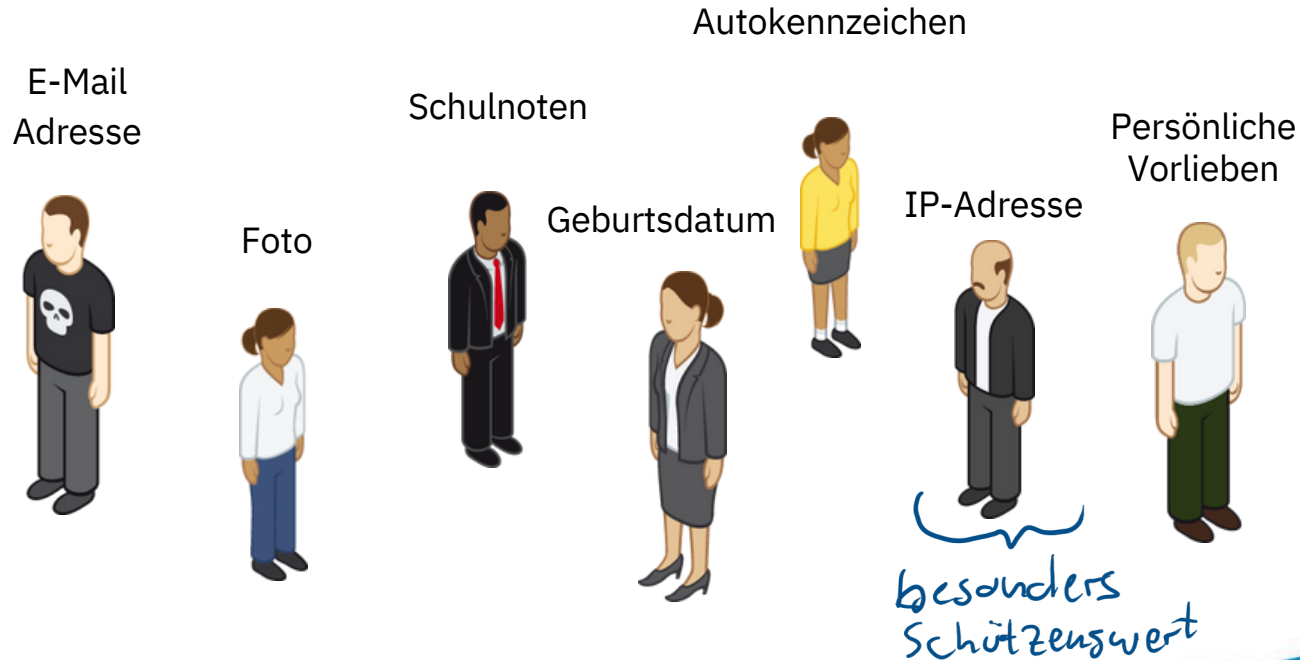 Autokennzeichen
E-Mail
Adresse
Schulnoten
Persönliche
Vorlieben
Geburtsdatum
IP-Adresse
Foto
besonders
Schützenswert